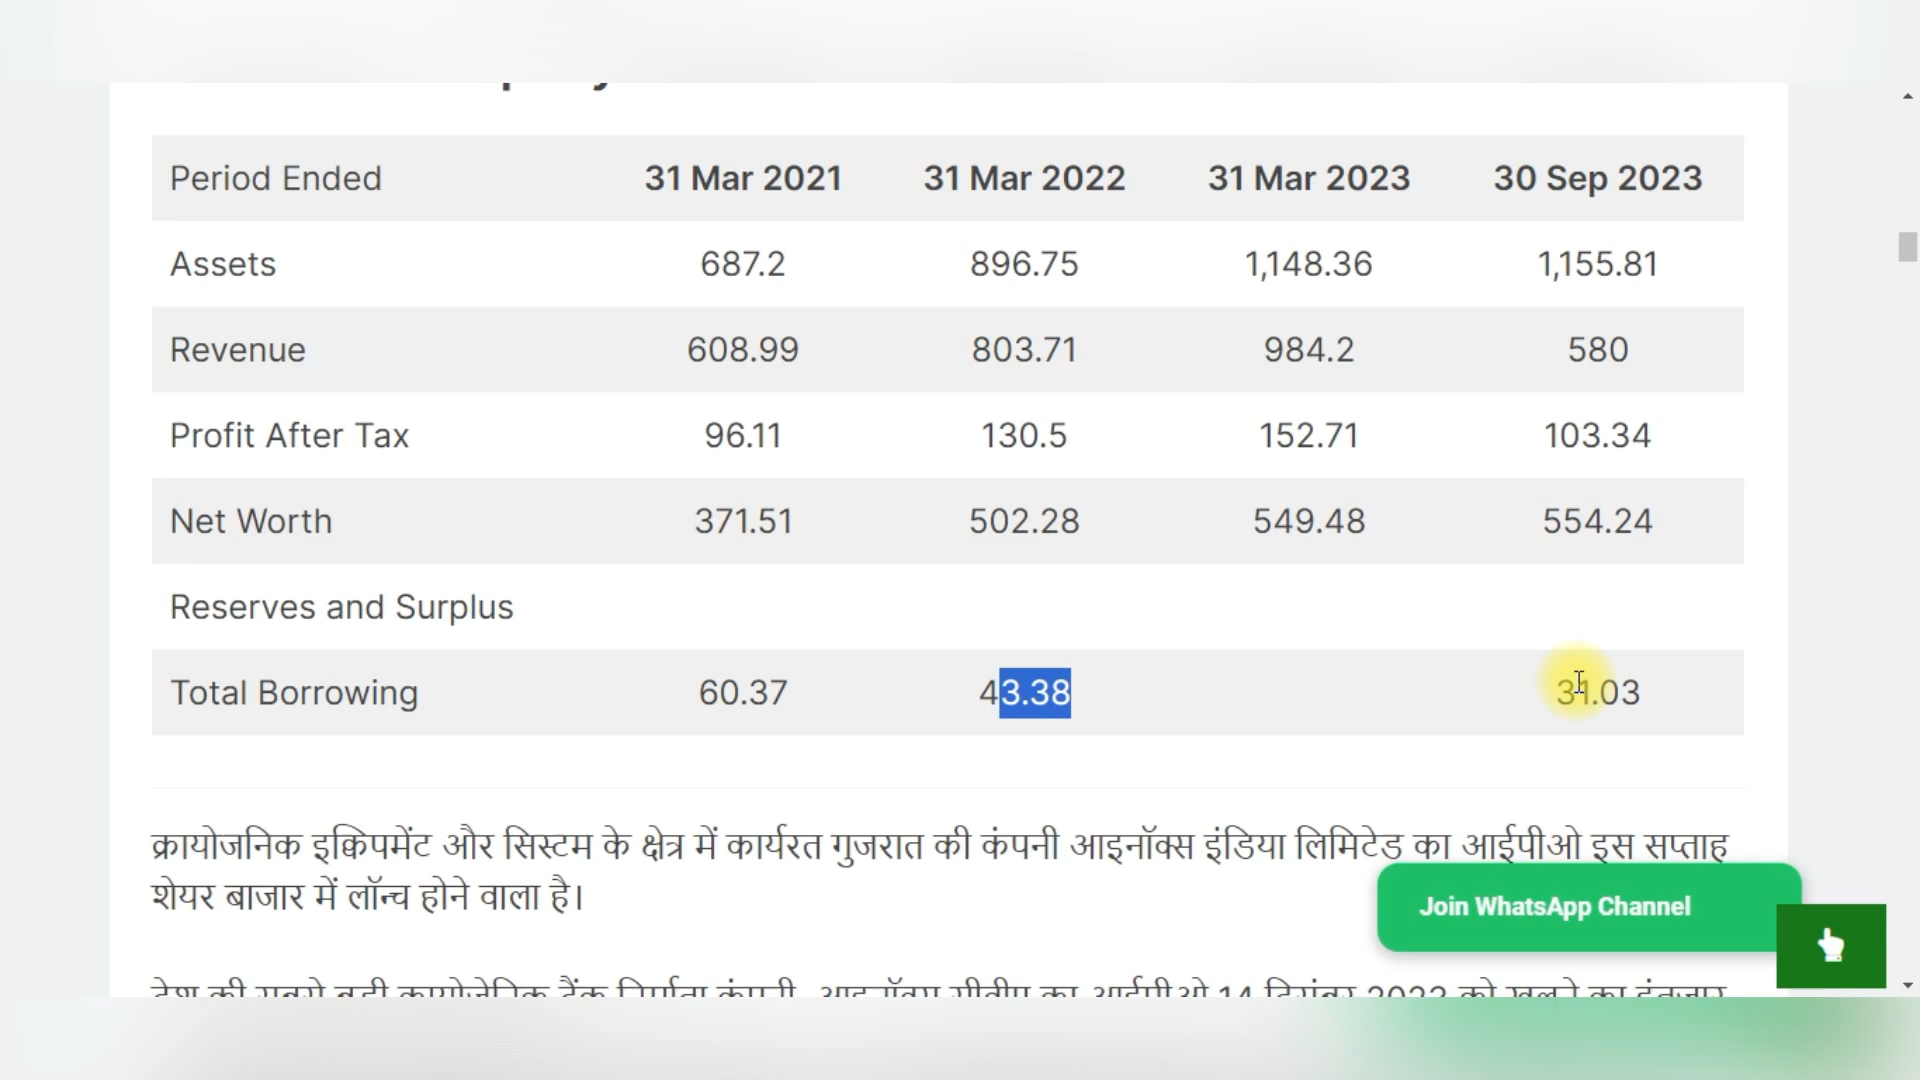 Period Ended 31 Mar 2021 31 Mar 2022 31 Mar 2023 30 Sep 2023
Assets 687.2 896.75 1,148.36 1,155.81
Revenue 608.99 803.71 984.2 580
Profit After Tax 96.11 130.5 152.71 103.34
Net Worth 371.51 502.28 549.48 554.24
Reserves and Surplus
Total Borrowing 60.37 43.38 31.03
क्रायोजनिक इक्विपमेंट और सिस्टम के क्षेत्र में कार्यरत गुजरात की कंपनी आइनॉक्स इंडिया लिमिटेड का आईपीओ इस सप्ताह
शेयर बाजार में लॉन्च होने वाला है।
Join WhatsApp Channel